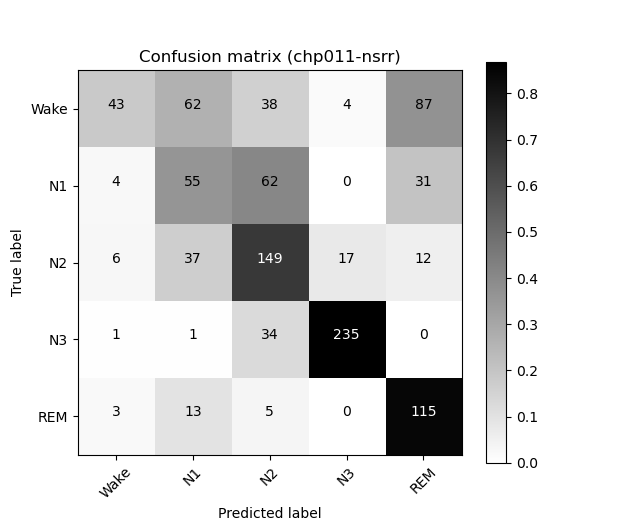 Confusion matrix (chp011-nsrr)
Wake 43 62 38 4 87
N1 4 55 62 0 31
N2 6 37 149 17 12
N3 1 1 34 235 0
REM 3 13 5 0 115
True label
Wake N1 N2 N3 REM
Predicted label
0.8
0.7
0.6
0.5
0.4
0.3
0.2
0.1
0.0